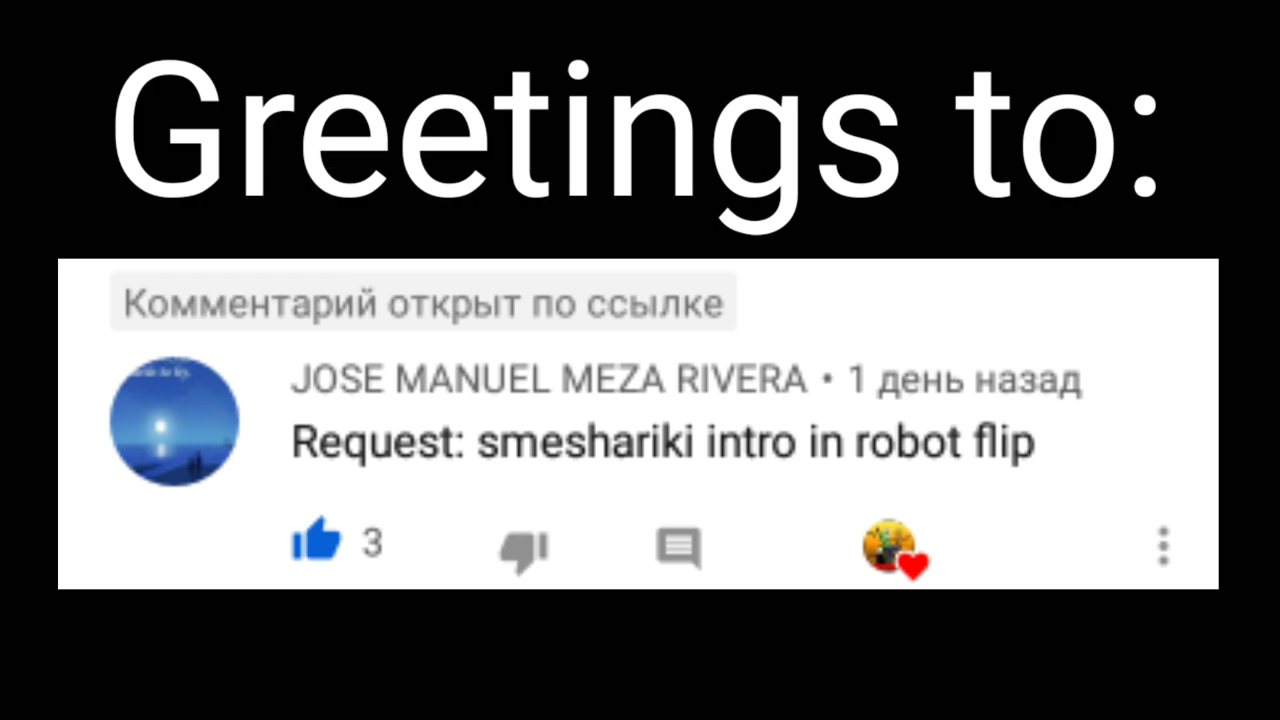 Greetings to:
Комментарий открыт по ссылке
JOSE MANUEL MEZA RIVERA • 1 день назад
Request: smeshariki intro in robot flip
3